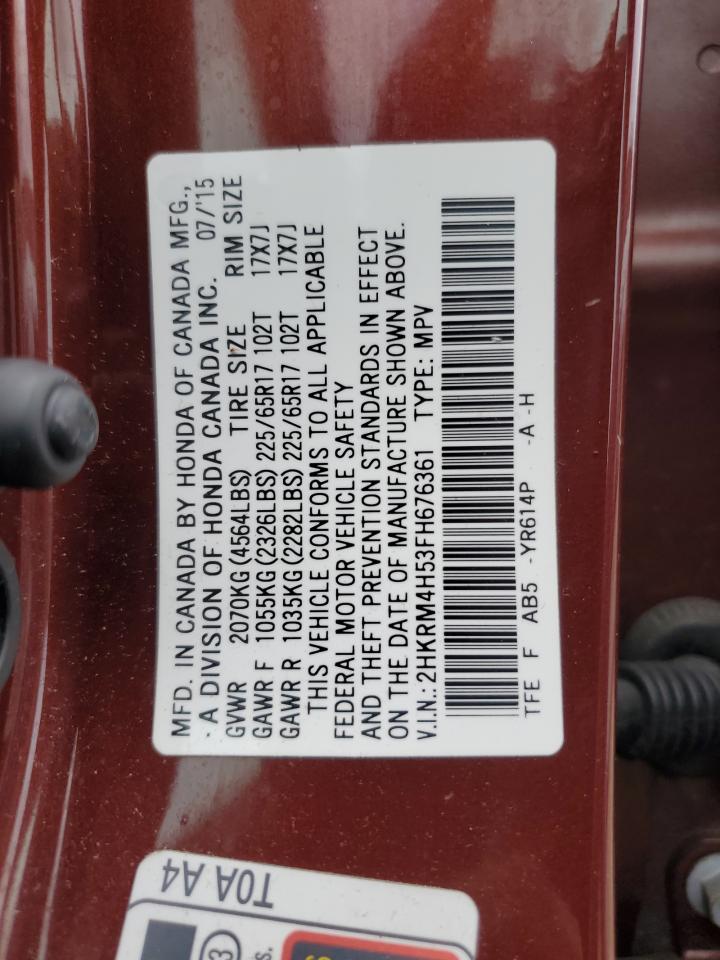 MFD. IN CANADA BY HONDA OF CANADA MFG.,
A DIVISION OF HONDA CANADA INC. 07/'15
GVWR 2070KG(4564LBS) TIRE SIZE RIM SIZE
GAWR F 1055KG(2326LBS) 225/65R17 102T 17X7J
GAWR R 1035KG(2282LBS) 225/65R17 102T 17X7J
THIS VEHICLE CONFORMS TO ALL APPLICABLE
FEDERAL MOTOR VEHICLE SAFETY
AND THEFT PREVENTION STANDARDS IN EFFECT
ON THE DATE OF MANUFACTURE SHOWN ABOVE.
V.I.N.: 2HKRM4H53FH676361 TYPE: MPV
TFE F AB5 -YR614P -A -H
T0A A4
3
s.